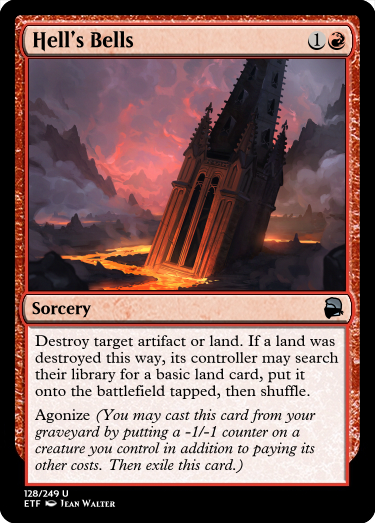 Hell's Bells 1
Sorcery
Destroy target artifact or land. If a land was
destroyed this way, its controller may search
their library for a basic land card, put it
onto the battlefield tapped, then shuffle.
Agonize (You may cast this card from your
graveyard by putting a -1/-1 counter on a
creature you control in addition to paying its
other costs. Then exile this card.)
128/249 U
ETF Jean Walter